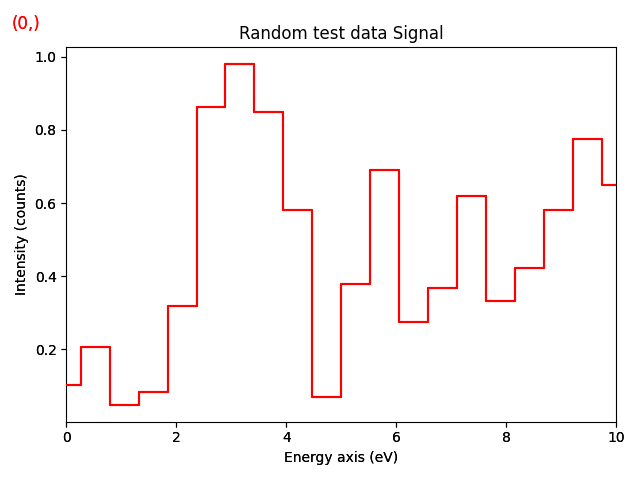 (0,)
Random test data Signal
Intensity (counts)
1.0
0.8
0.6
0.4
0.2
0 2 4 6 8 10
Energy axis (eV)